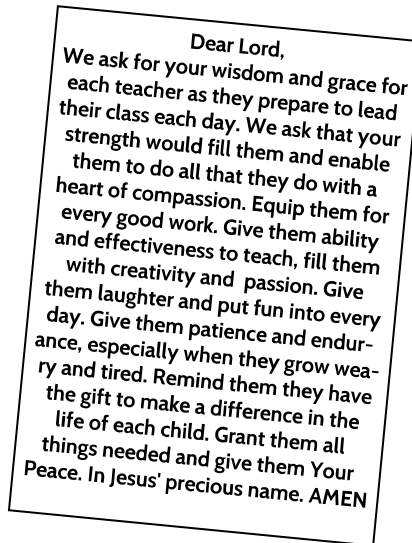 Dear Lord,
We ask for your wisdom and grace for
each teacher as they prepare to lead
their class each day. We ask that your
strength would fill them and enable
them to do all that they do with a
heart of compassion. Equip them for
every good work. Give them ability
and effectiveness to teach, fill them
with creativity and  passion. Give
them laughter and put fun into every
day. Give them patience and endur-
ance, especially when they grow wea-
ry and tired. Remind them they have
the gift to make a difference in the
life of each child. Grant them all
things needed and give them Your
Peace. In Jesus' precious name. AMEN